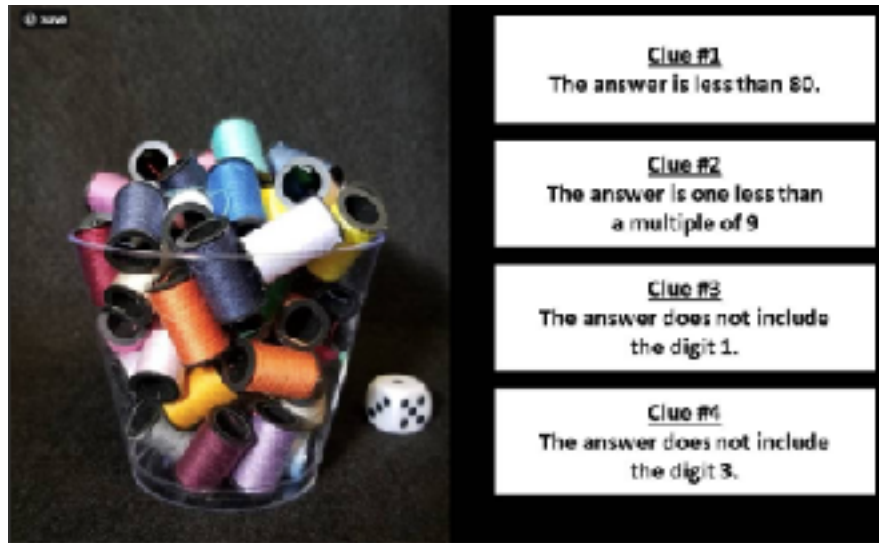 save
Clue #1
The answer is less than 80.
Clue #2
The answer is one less than
a multiple of 9
Clue #3
The answer does not include
the digit 1.
Clue #4
The answer does not include
the digit 3.